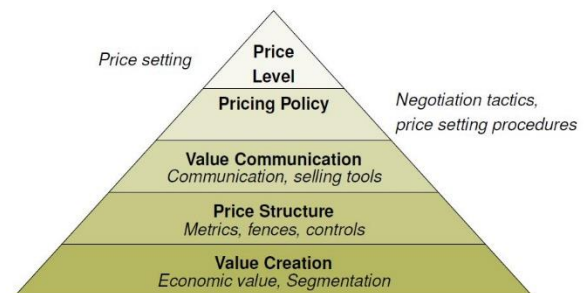 Price setting
Price
Level
Pricing Policy
Negotiation tactics,
price setting procedures
Value Communication
Communication, selling tools
Price Structure
Metrics, fences, controls
Value Creation
Economic value, Segmentation